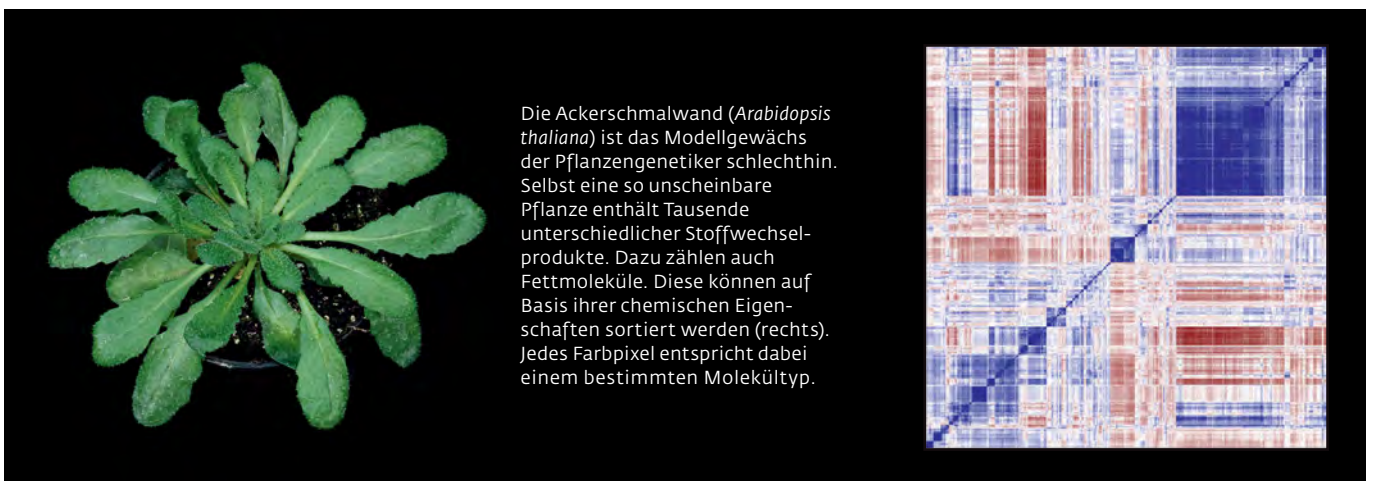 Die Ackerschmalwand (Arabidopsis
thaliana) ist das Modellgewächs
der Pflanzengenetiker schlechthin.
Selbst eine so unscheinbare
Pflanze enthält Tausende
unterschiedlicher Stoffwechsel-
produkte. Dazu zählen auch
Fettmoleküle. Diese können auf
Basis ihrer chemischen Eigen-
schaften sortiert werden (rechts).
Jedes Farbpixel entspricht dabei
einem bestimmten Molekültyp.